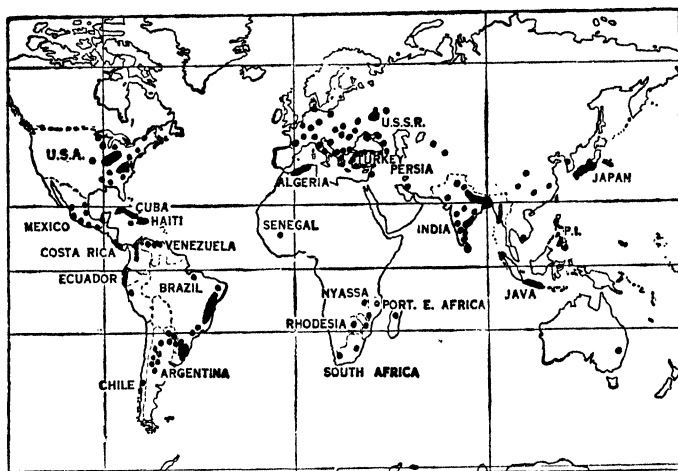 U.S.S.R.
U.S.A.
TURKEY
PERSIA
ALGERIA
JAPAN
CUBA
HAITI
MEXICO
SENEGAL
INDIA
P.I.
COSTA RICA
VENEZUELA
ECUADOR
BRAZIL
NYASSA
JAVA
PORT. E. AFRICA
RHODESIA
CHILE
ARGENTINA
SOUTH AFRICA